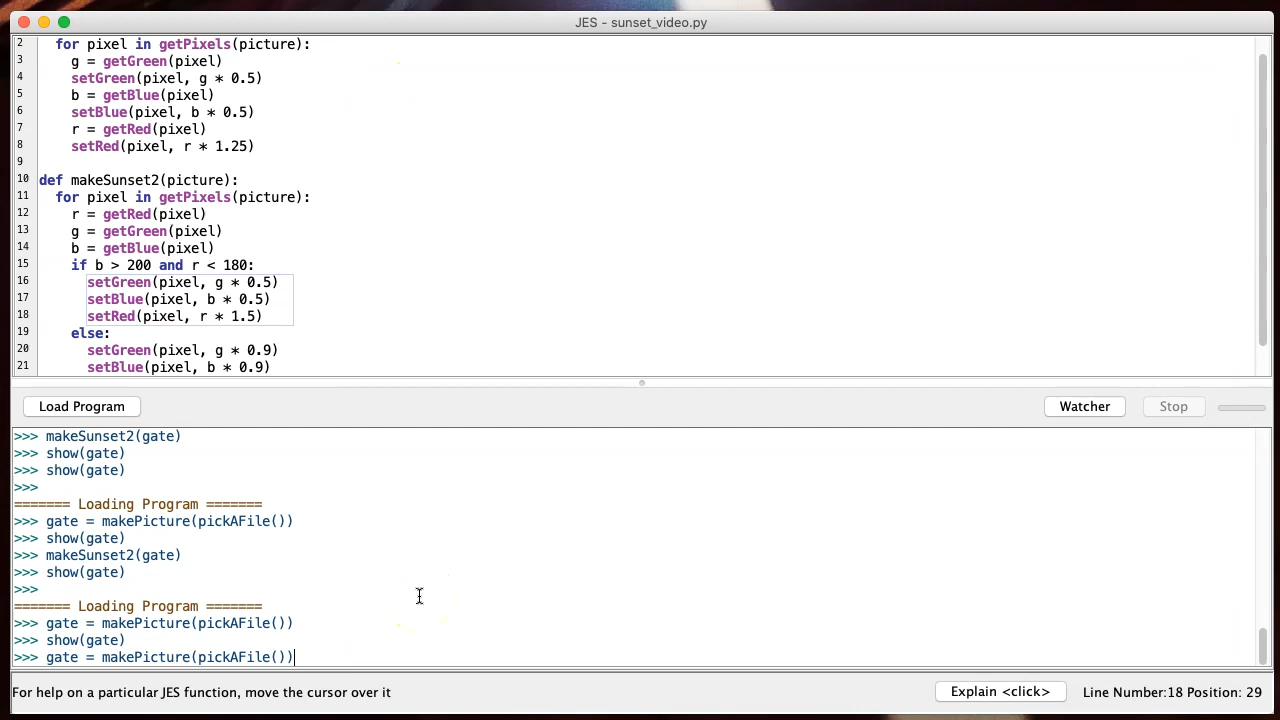 JES - sunset_video.py
2 for pixel in getPixels(picture):
3 g = getGreen(pixel)
4 setGreen(pixel, g * 0.5)
5 b = getBlue(pixel)
6 setBlue(pixel, b * 0.5)
7 r = getRed(pixel)
8 setRed(pixel, r * 1.25)
9
10 def makeSunset2(picture):
11 for pixel in getPixels(picture):
12 r = getRed(pixel)
13 g = getGreen(pixel)
14 b = getBlue(pixel)
15 if b > 200 and r < 180:
16 setGreen(pixel, g * 0.5)
17 setBlue(pixel, b * 0.5)
18 setRed(pixel, r * 1.5)
19 else:
20 setGreen(pixel, g * 0.9)
21 setBlue(pixel, b * 0.9)
Load Program Watcher Stop
>>> makeSunset2(gate)
>>> show(gate)
>>> show(gate)
>>>
======= Loading Program =======
>>> gate = makePicture(pickAFile())
>>> show(gate)
>>> makeSunset2(gate)
>>> show(gate)
>>>
======= Loading Program =======
>>> gate = makePicture(pickAFile())
>>> show(gate)
>>> gate = makePicture(pickAFile())
For help on a particular JES function, move the cursor over it Explain <click> Line Number:18 Position: 29